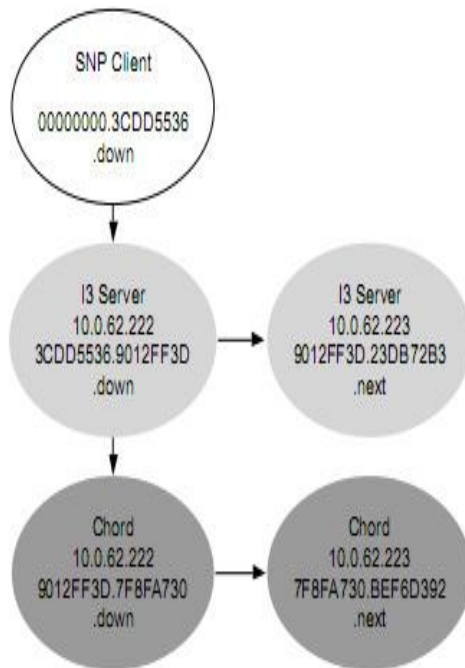 SNP Client
00000000.3CDD5536
.down
I3 Server
10.0.62.222
3CDD5536.9012FF3D
.down
I3 Server
10.0.62.223
9012FF3D.23DB72B3
.next
Chord
10.0.62.222
9012FF3D.7F8FA730
.down
Chord
10.0.62.223
7F8FA730.BEF6D392
.next